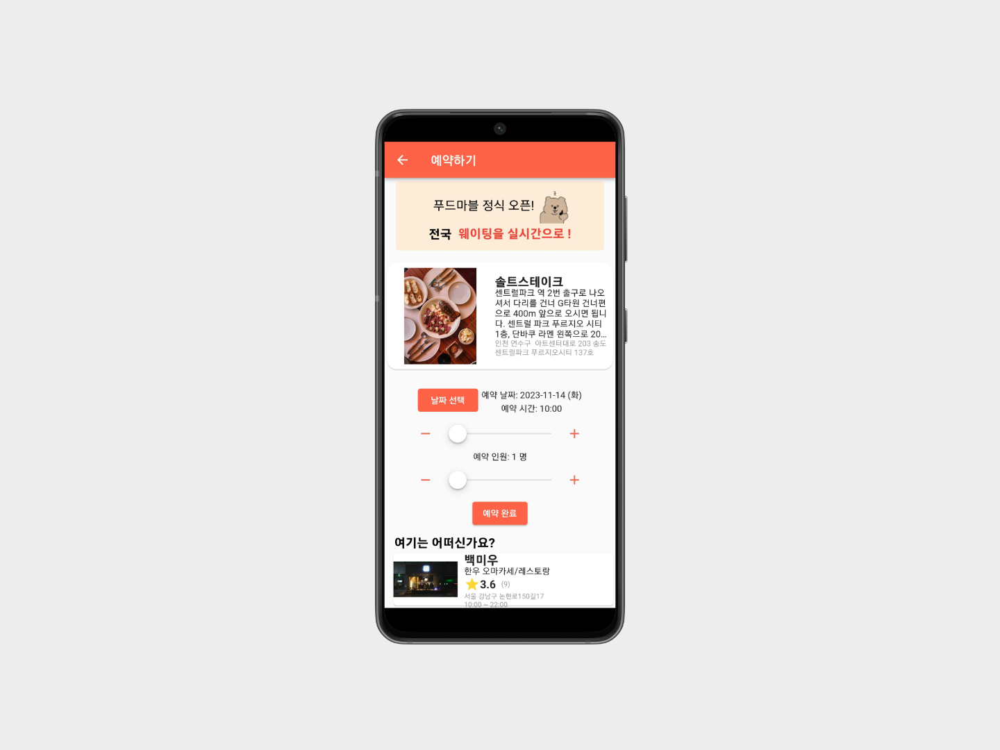 예약하기
푸드마블 정식 오픈!
전국 웨이팅을 실시간으로 !
솔트스테이크
센트럴파크 역 2번 출구로 나오
셔서 다리를 건너 G타원 건너편
으로 400m 앞으로 오시면 됩니
다. 센트럴 파크 푸르지오 시티
1층, 단바쿠 라멘 왼쪽으로 20...
인천 연수구 아트센터대로 203 송도
센트럴파크 푸르지오시티 137호
날짜 선택
예약 날짜: 2023-11-14 (화)
예약 시간: 10:00
예약 인원: 1 명
예약 완료
여기는 어떠신가요?
백미우
한우 오마카세/레스토랑
3.6 (9)
서울 강남구 논현로150길17
10:00 ~ 22:00